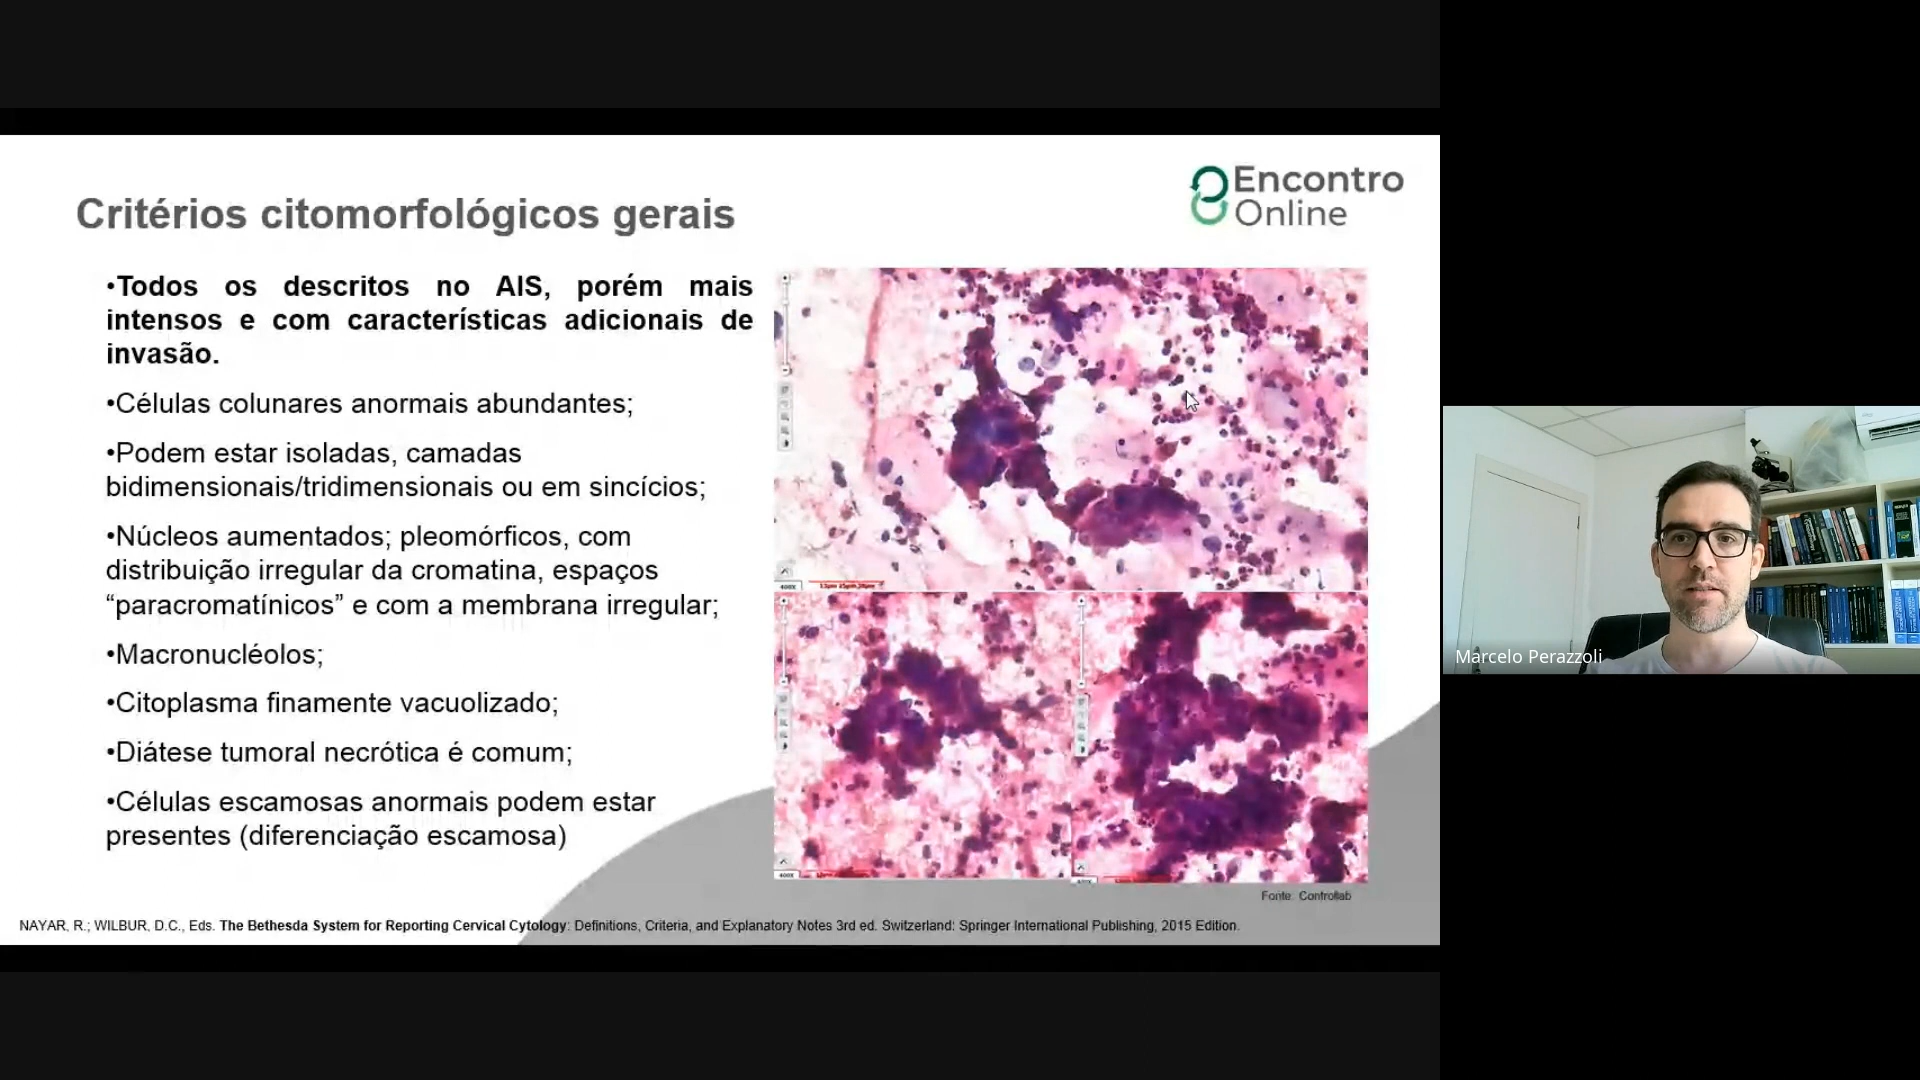 Encontro
Online
Critérios citomorfológicos gerais
•Todos os descritos no AIS, porém mais
intensos e com características adicionais de
invasão.
•Células colunares anormais abundantes;
•Podem estar isoladas, camadas
bidimensionais/tridimensionais ou em sincícios;
•Núcleos aumentados; pleomórficos, com
distribuição irregular da cromatina, espaços
“paracromatínicos” e com a membrana irregular;
•Macronucléolos;
•Citoplasma finamente vacuolizado;
•Diátese tumoral necrótica é comum;
•Células escamosas anormais podem estar
presentes (diferenciação escamosa)
400X
400X
Fonte: Controllab
NAYAR, R.; WILBUR, D.C., Eds. The Bethesda System for Reporting Cervical Cytology: Definitions, Criteria, and Explanatory Notes 3rd ed. Switzerland: Springer International Publishing, 2015 Edition.
Marcelo Perazzoli